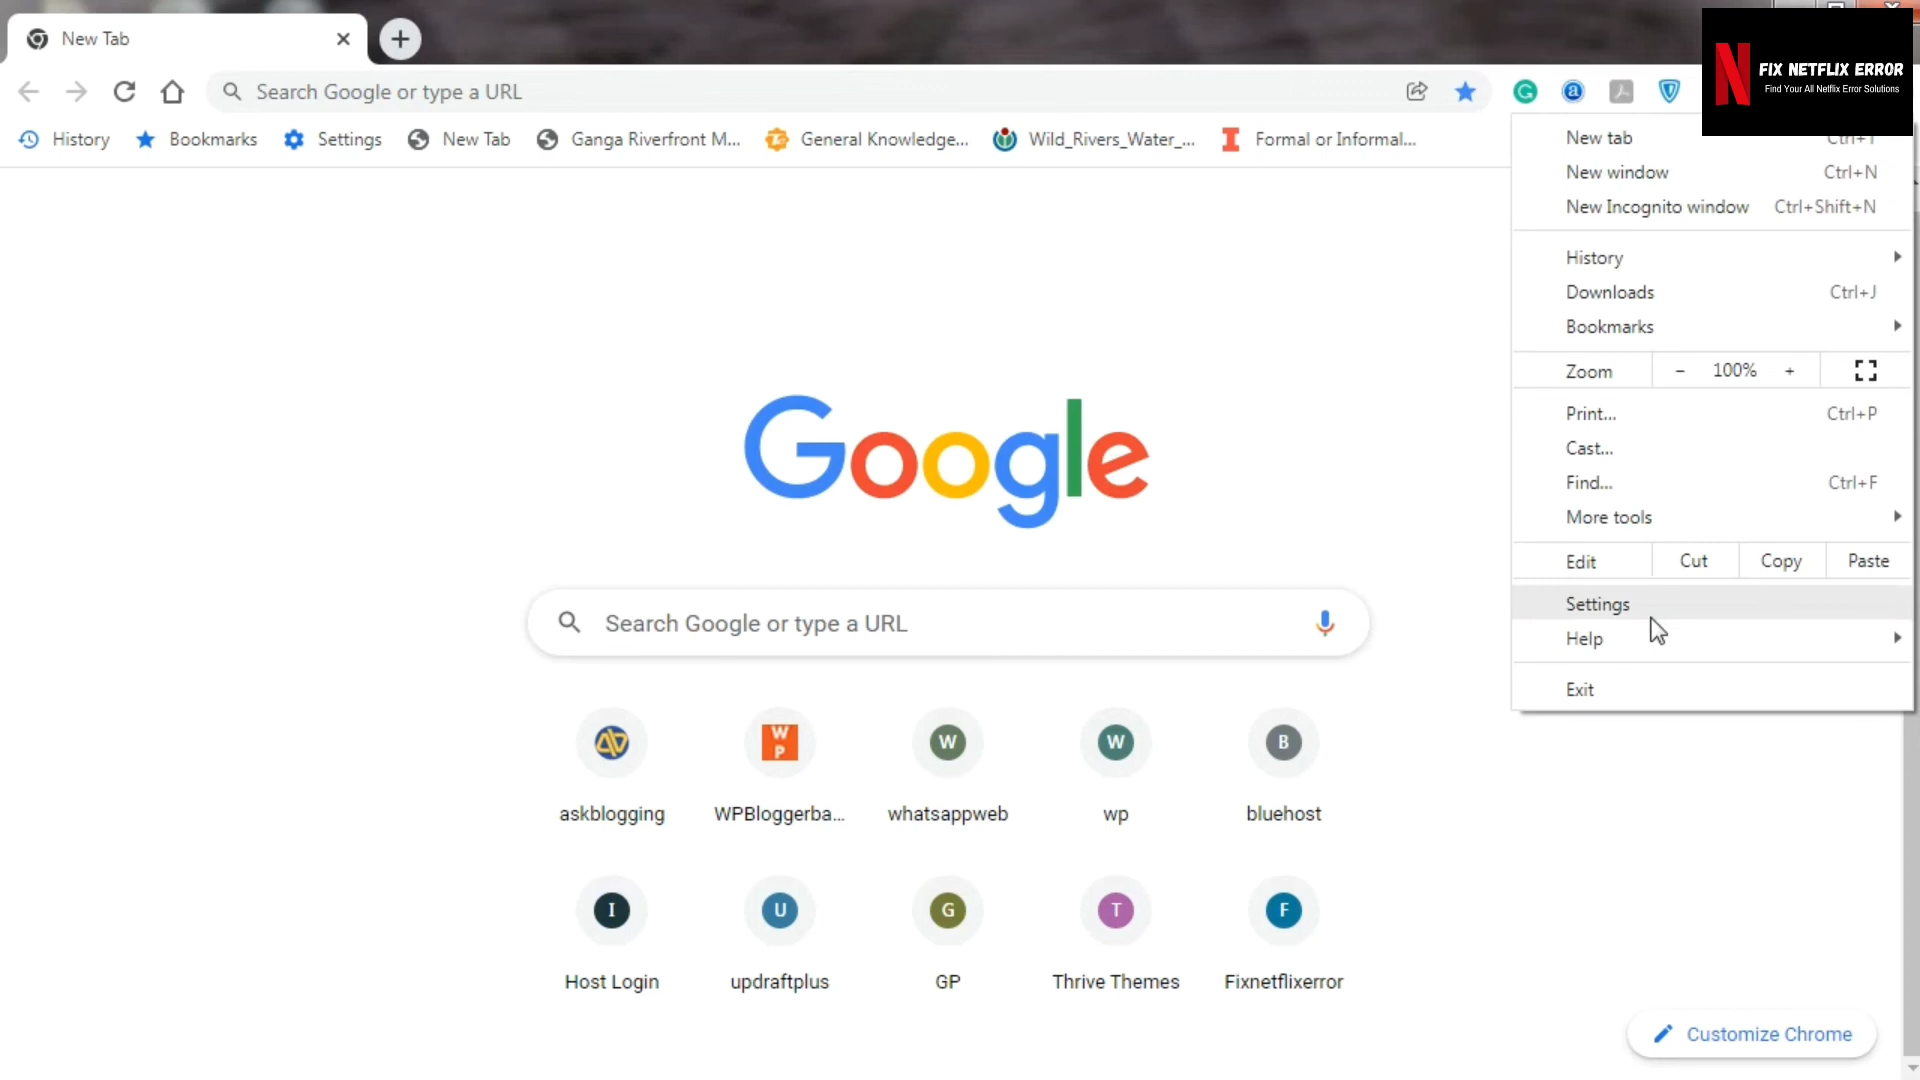 New Tab
FIX NETFLIX ERROR
Find Your All Netflix Error Solutions
Search Google or type a URL
History
Bookmarks
Settings
New Tab
Ganga Riverfront M...
General Knowledge...
Wild_Rivers_Water_...
Formal or Informal...
New tab Ctrl+T
New window Ctrl+N
New Incognito window Ctrl+Shift+N
History
Downloads Ctrl+J
Bookmarks
Zoom - 100% +
Print... Ctrl+P
Cast...
Find... Ctrl+F
More tools
Edit Cut Copy Paste
Settings
Help
Exit
Google
Search Google or type a URL
W
P
W
W
B
askblogging
WPBloggerba...
whatsappweb
wp
bluehost
I
U
G
T
F
Host Login
updraftplus
GP
Thrive Themes
Fixnetflixerror
Customize Chrome